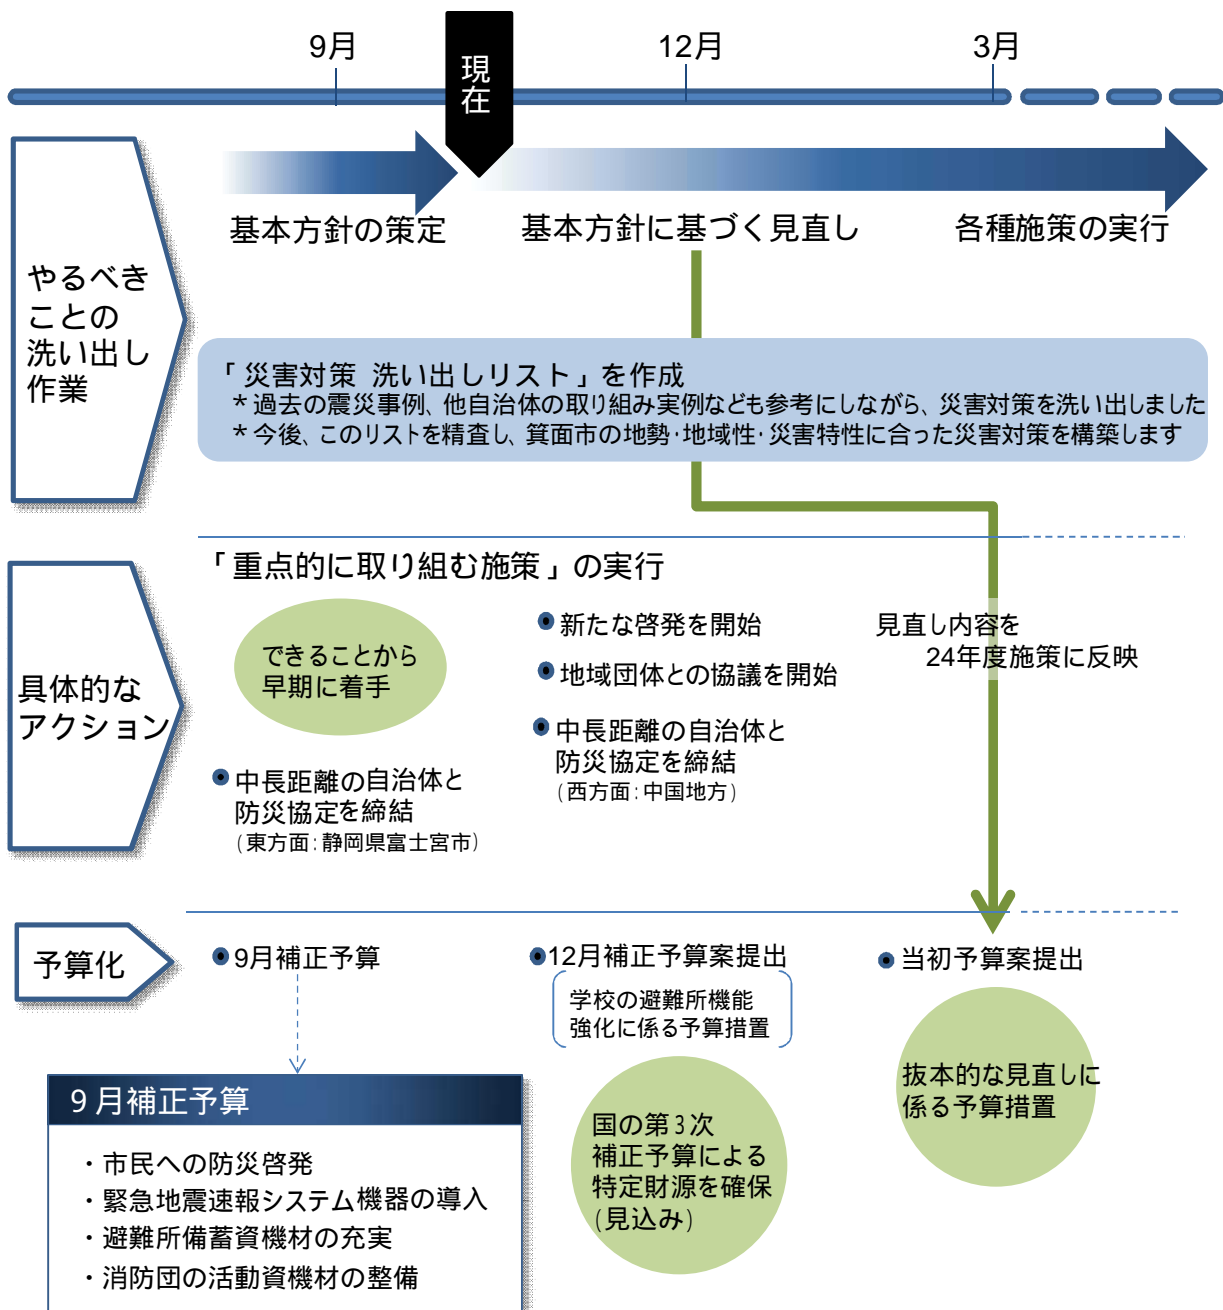 9月
現在
12月
3月
基本方針の策定
基本方針に基づく見直し
各種施策の実行
やるべき
ことの
洗い出し
作業
「災害対策 洗い出しリスト」を作成
＊過去の震災事例、他自治体の取り組み実例なども参考にしながら、災害対策を洗い出しました
＊今後、このリストを精査し、箕面市の地勢・地域性・災害特性に合った災害対策を構築します
具体的な
アクション
「重点的に取り組む施策」の実行
できることから
早期に着手
中長距離の自治体と
防災協定を締結
（東方面：静岡県富士宮市）
新たな啓発を開始
地域団体との協議を開始
中長距離の自治体と
防災協定を締結
（西方面：中国地方）
見直し内容を
24年度施策に反映
予算化
9月補正予算
12月補正予算案提出
学校の避難所機能
強化に係る予算措置
当初予算案提出
9月補正予算
・市民への防災啓発
・緊急地震速報システム機器の導入
・避難所備蓄資機材の充実
・消防団の活動資機材の整備
国の第3次
補正予算による
特定財源を確保
（見込み）
抜本的な見直しに
係る予算措置